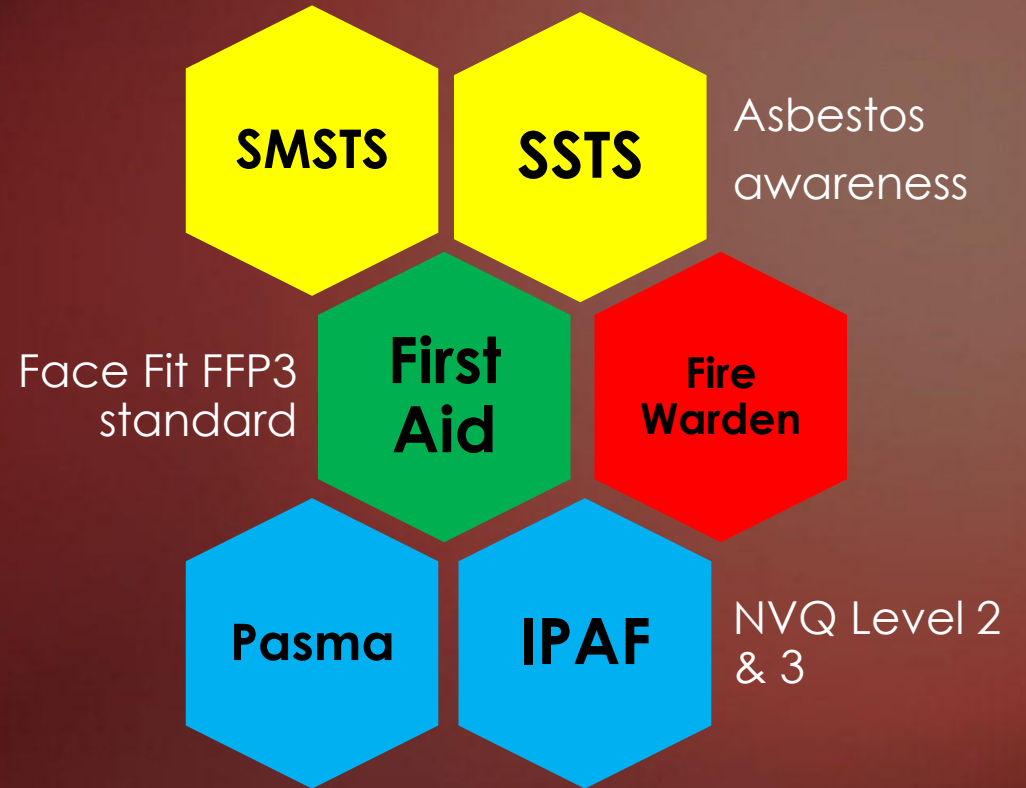 SMSTS
SSTS
Asbestos
awareness
Face Fit FFP3
standard
First
Aid
Fire
Warden
Pasma
IPAF
NVQ Level 2
& 3